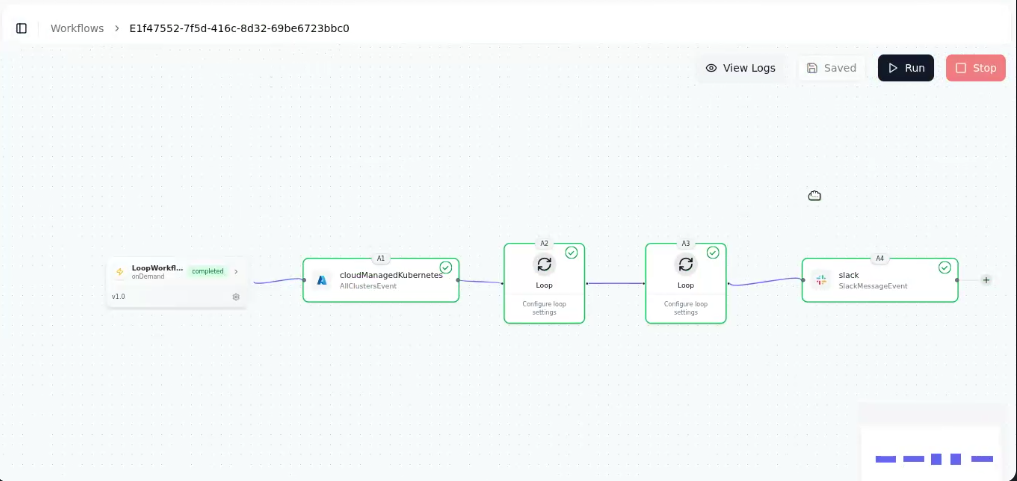 Workflows > E1f47552-7f5d-416c-8d32-69be6723bbc0
View Logs
Saved
Run
Stop
LoopWorkfl...
completed
onDemand
v1.0
A1
cloudManagedKubernetes
AllClustersEvent
A2
Loop
Configure loop
settings
A3
Loop
Configure loop
settings
A4
slack
SlackMessageEvent